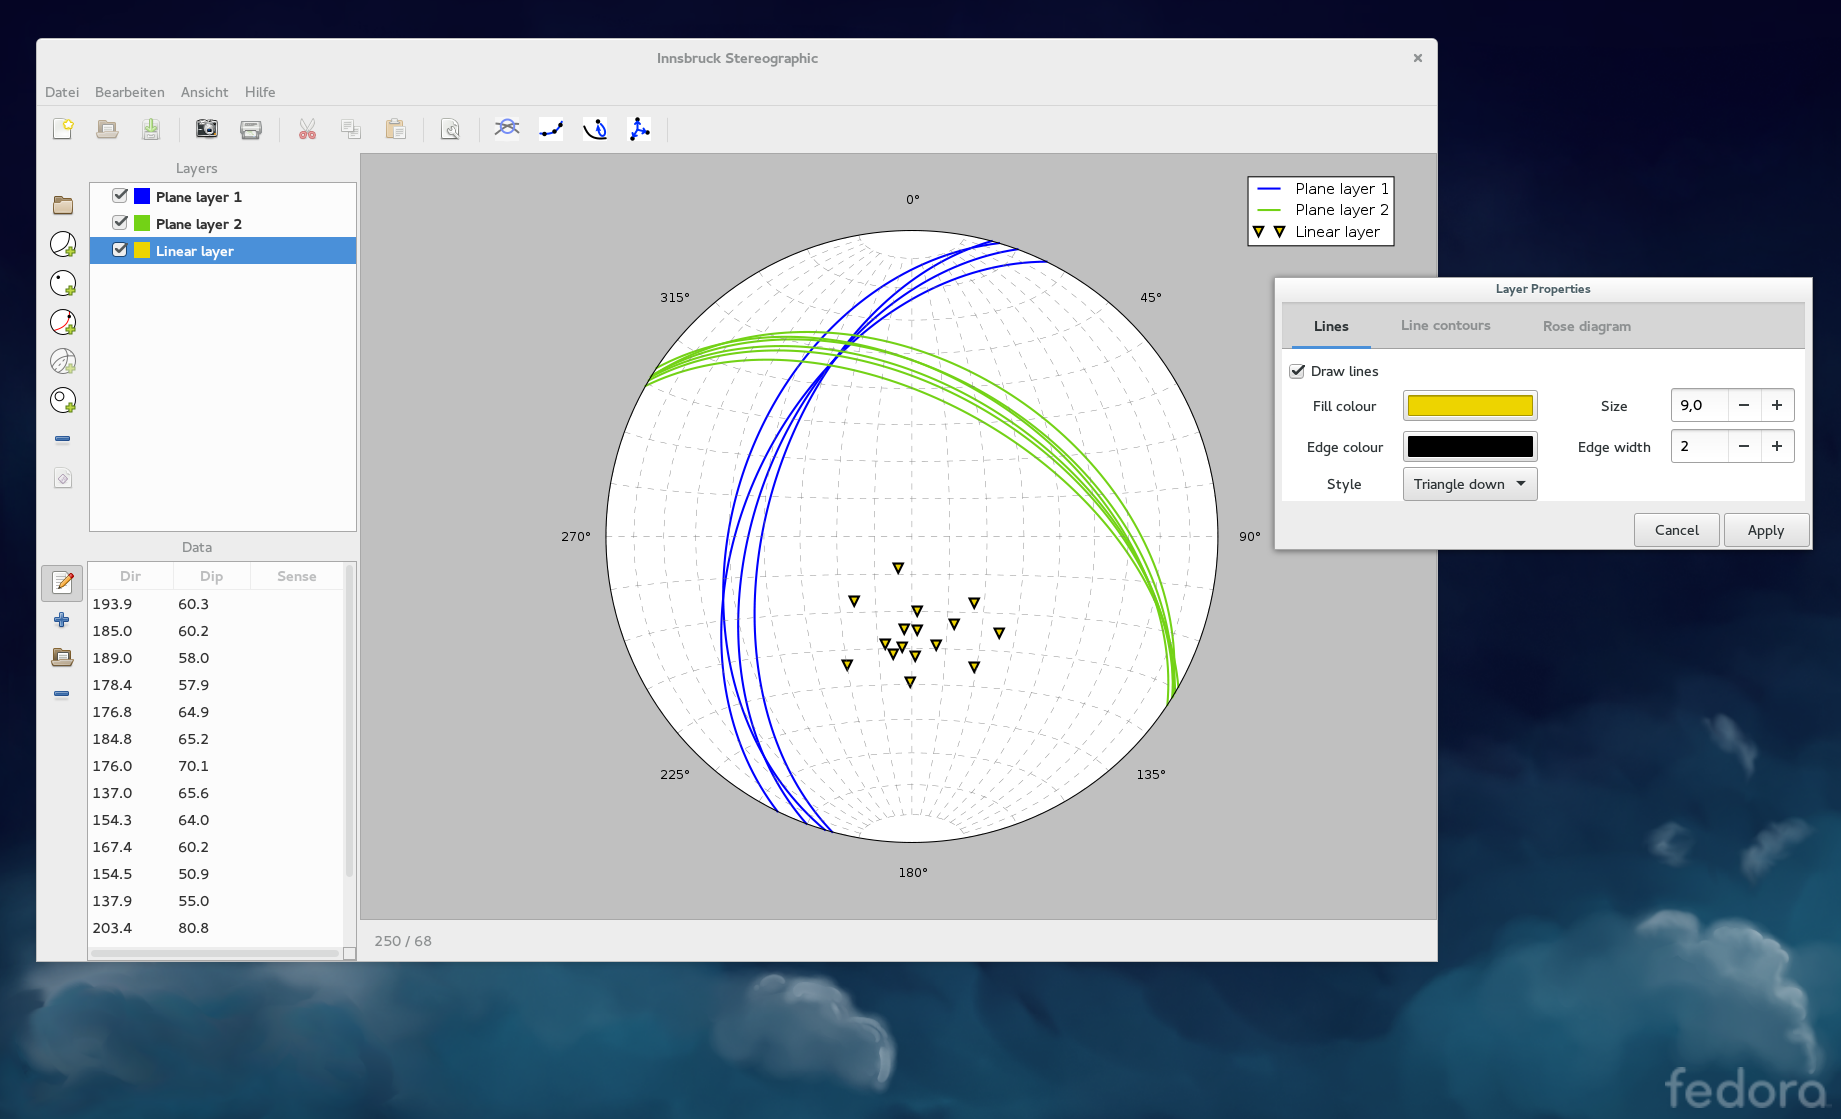 Innsbruck Stereographic
Datei Bearbeiten Ansicht Hilfe
Layers
Plane layer 1
Plane layer 2
Linear layer
Data
Dir Dip Sense
193.9 60.3
185.0 60.2
189.0 58.0
178.4 57.9
176.8 64.9
184.8 65.2
176.0 70.1
137.0 65.6
154.3 64.0
167.4 60.2
154.5 50.9
137.9 55.0
203.4 80.8
0°
45°
90°
135°
180°
225°
270°
315°
Plane layer 1
Plane layer 2
Linear layer
250 / 68
Layer Properties
Lines Line contours Rose diagram
Draw lines
Fill colour Size 9,0
Edge colour Edge width 2
Style Triangle down
Cancel Apply
fedora